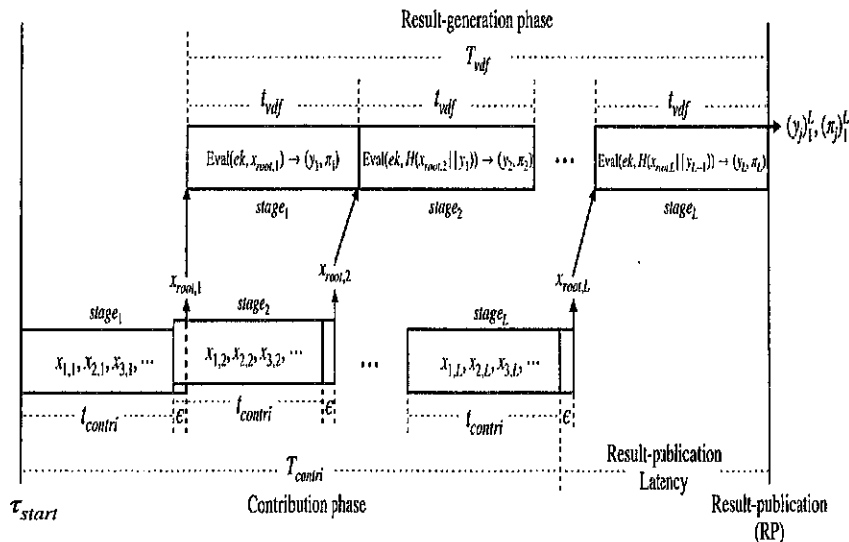 Result-generation phase
T_vdf
t_vdf t_vdf t_vdf
(y_j)_1^L, (π_j)_1^L
Eval(ek, x_root,1) → (y_1, π_1) Eval(ek, H(x_root,2 || y_1)) → (y_2, π_2) ... Eval(ek, H(x_root,L || y_L-1)) → (y_L, π_L)
stage_1 stage_2 stage_L
x_root,1 x_root,2 x_root,L
stage_1 stage_2 stage_L
x_1,1, x_2,1, x_3,1, ... x_1,2, x_2,2, x_3,2, ... ... x_1,L, x_2,L, x_3,L, ...
t_contri ϵ t_contri ϵ t_contri ϵ
T_contri
Result-publication
Latency
τ_start
Contribution phase
Result-publication
(RP)